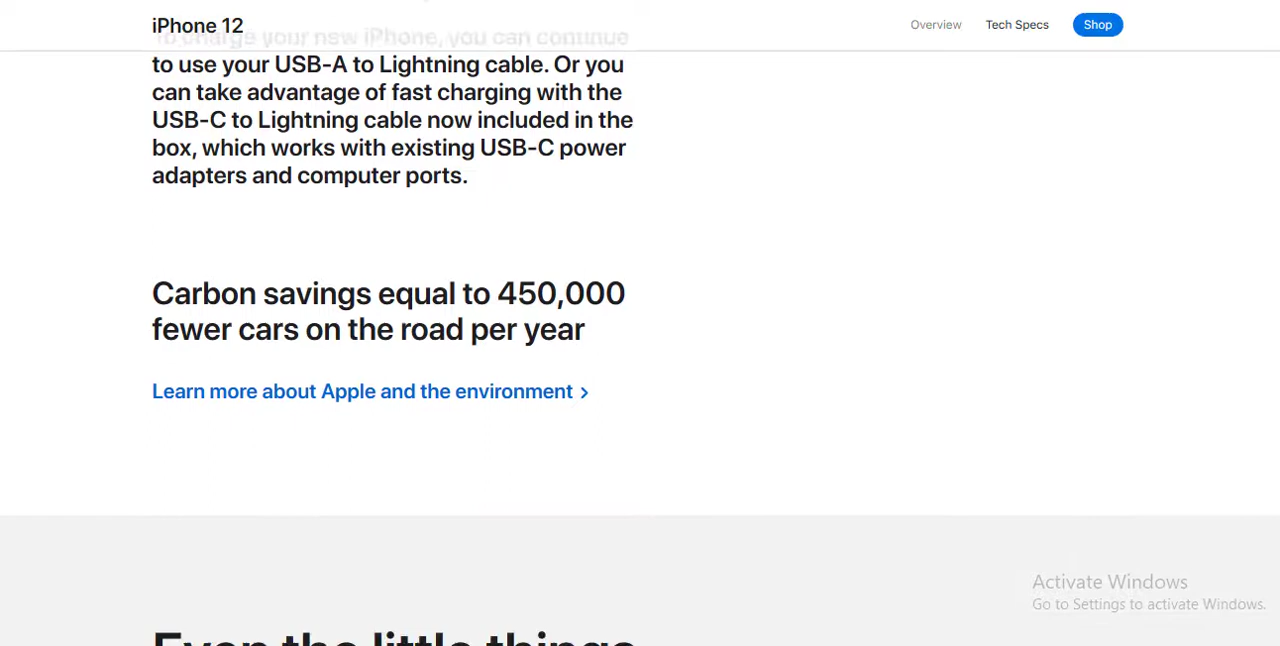 iPhone 12
Overview
Tech Specs
Shop
To charge your new iPhone, you can continue
to use your USB-A to Lightning cable. Or you
can take advantage of fast charging with the
USB-C to Lightning cable now included in the
box, which works with existing USB-C power
adapters and computer ports.
Carbon savings equal to 450,000
fewer cars on the road per year
Learn more about Apple and the environment >
Activate Windows
Go to Settings to activate Windows.
Even the little things